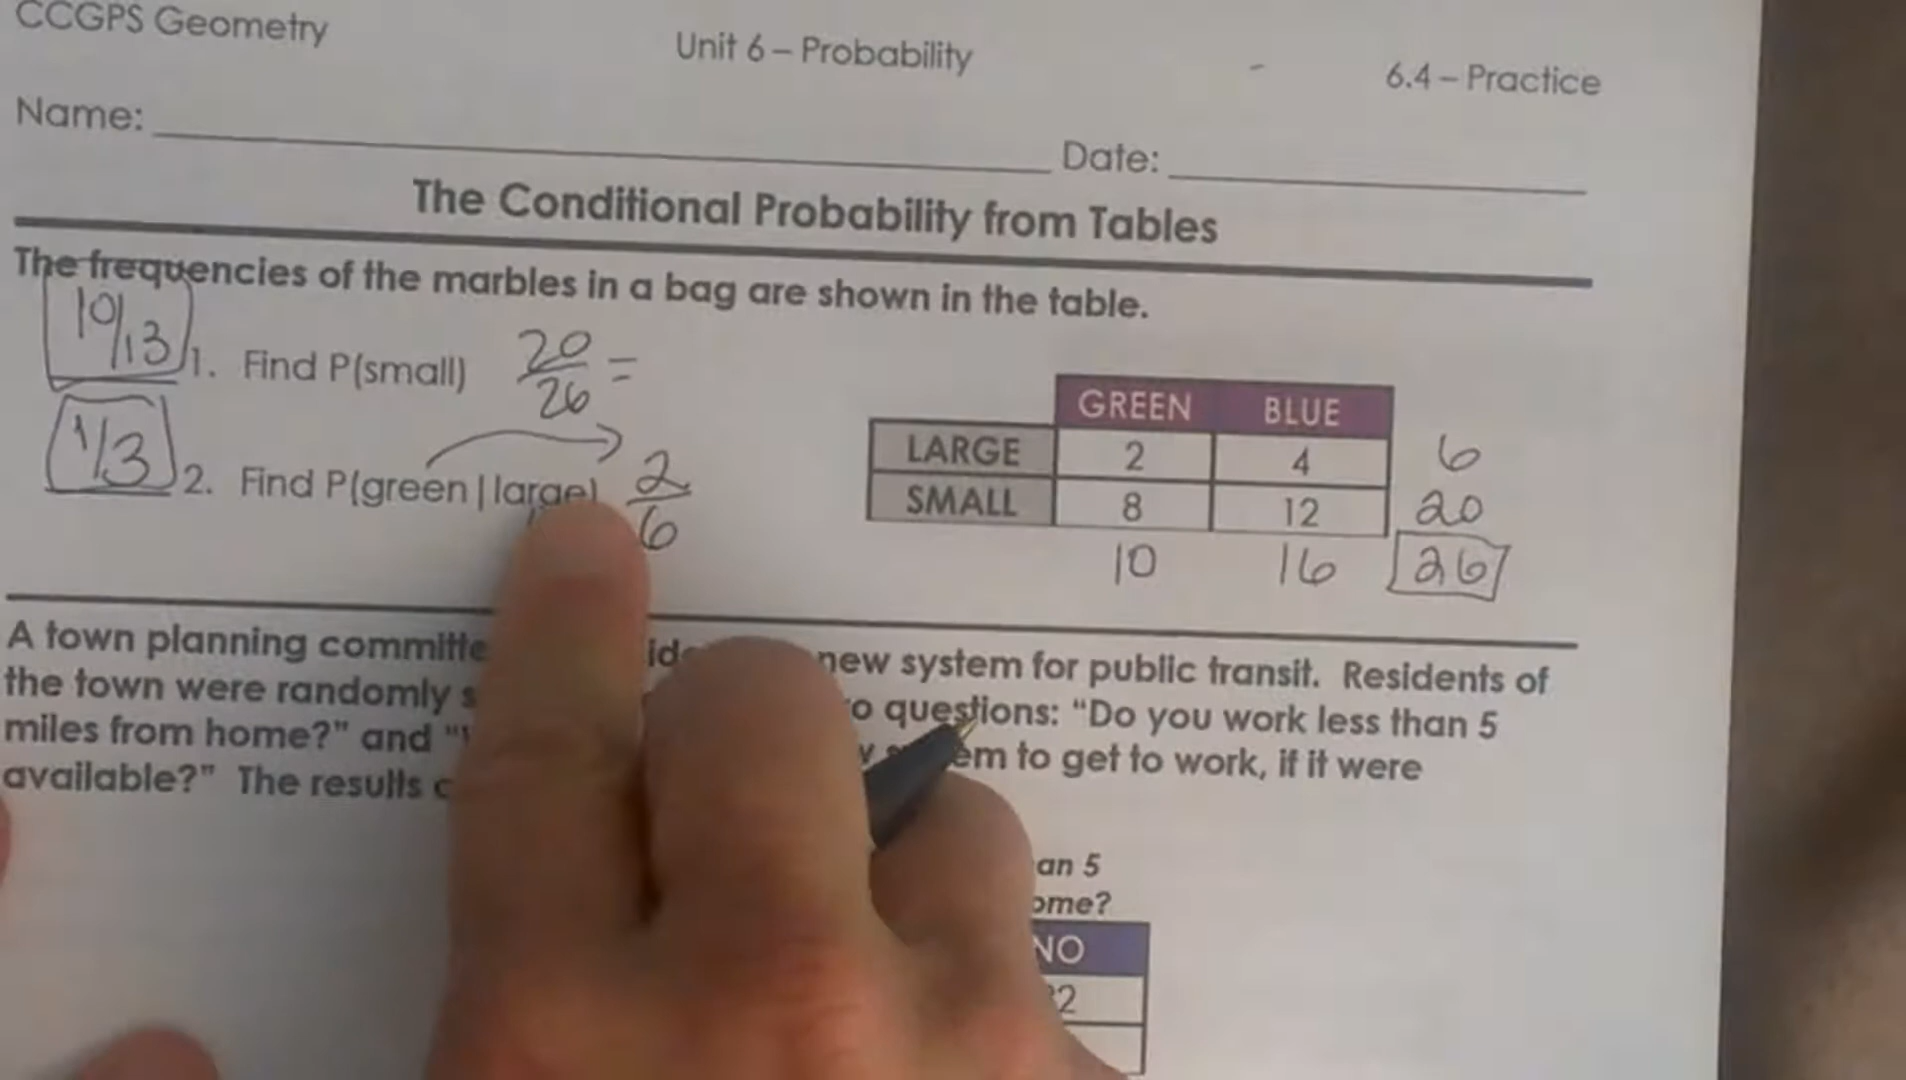 CCGPS Geometry Unit 6 – Probability 6.4 – Practice
Name: Date:
The Conditional Probability from Tables
The frequencies of the marbles in a bag are shown in the table.
10/13 1. Find P(small) 20/26 =
1/3 2. Find P(green | large) 2/6
GREEN BLUE
LARGE 2 4 6
SMALL 8 12 20
10 16 26
A town planning new system for public transit. Residents of
the town were randomly questions: “Do you work less than 5
miles from home?” and to get to work, if it were
available?” The results
5
NO